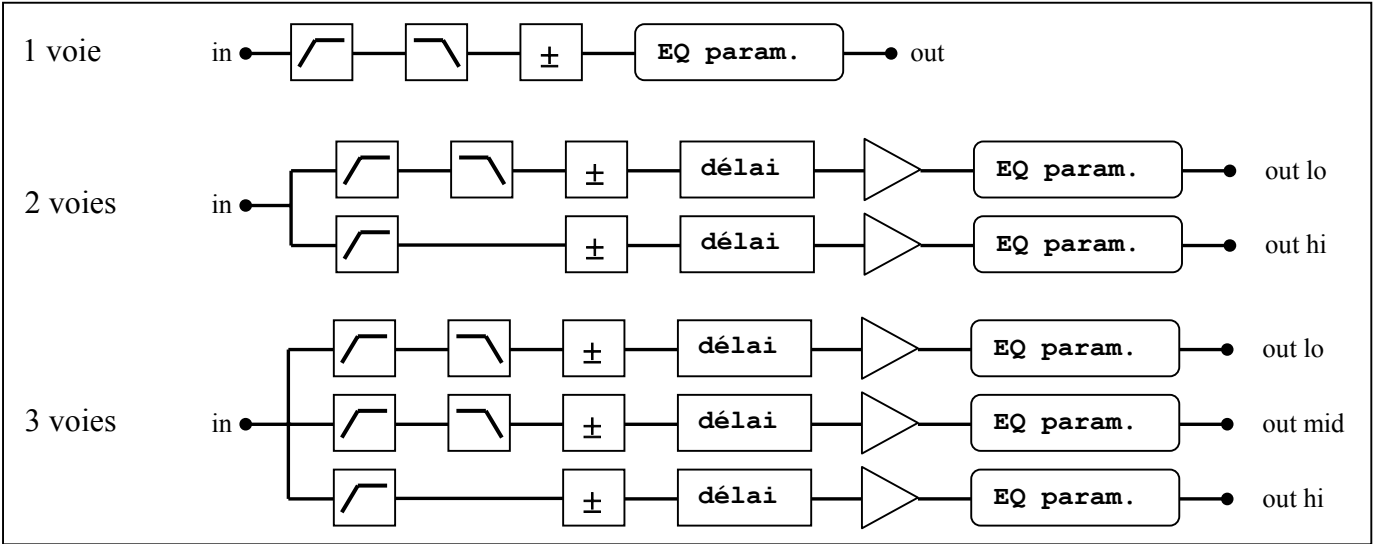 1 voie in ± EQ param. out
± délai EQ param. out lo
2 voies in
± délai EQ param. out hi
± délai EQ param. out lo
3 voies in ± délai EQ param. out mid
± délai EQ param. out hi